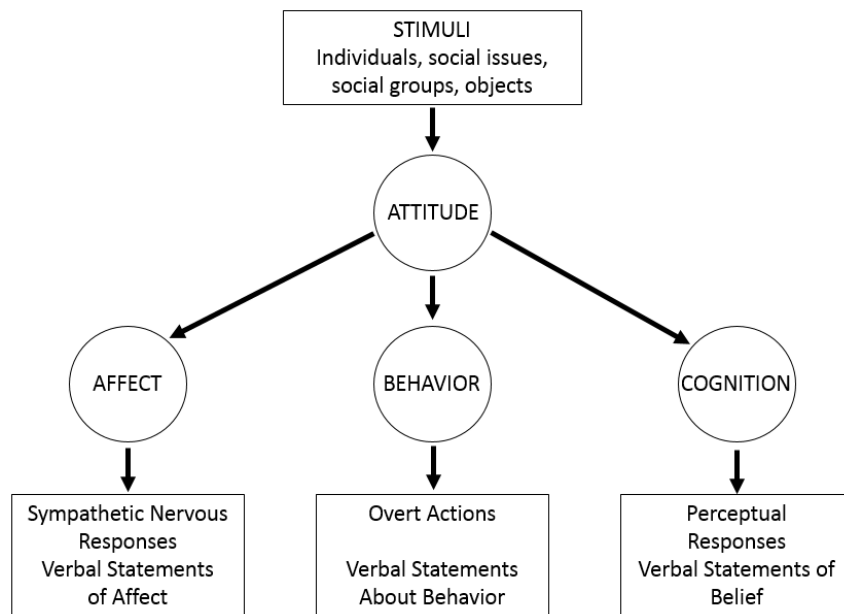 STIMULI
Individuals, social issues,
social groups, objects
ATTITUDE
AFFECT
BEHAVIOR
COGNITION
Sympathetic Nervous
Responses
Verbal Statements
of Affect
Overt Actions
Verbal Statements
About Behavior
Perceptual
Responses
Verbal Statements of
Belief